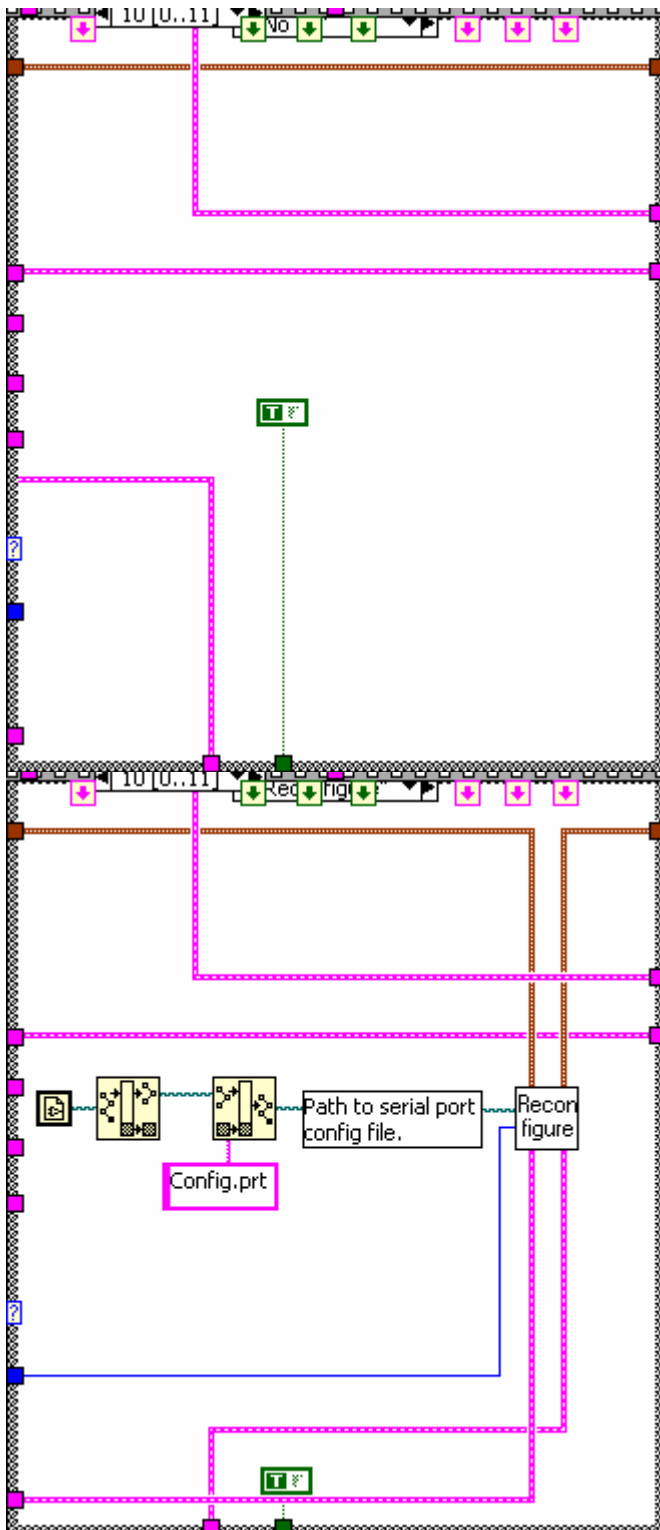 10 [0..11]
No
?
T
10 [0..11]
Path to serial port
config file.
Recon
figure
Config.prt
?
T